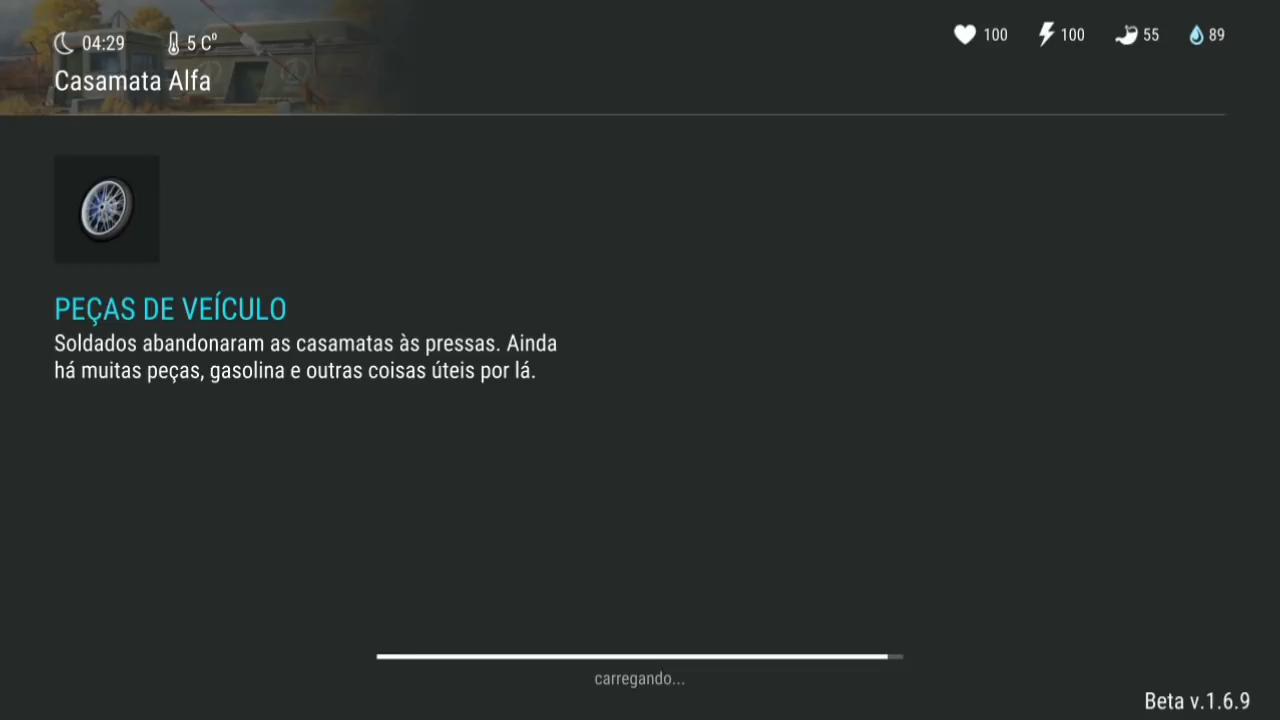 04:29 5 Cº
100 100 55 89
Casamata Alfa
PEÇAS DE VEÍCULO
Soldados abandonaram as casamatas às pressas. Ainda
há muitas peças, gasolina e outras coisas úteis por lá.
carregando...
Beta v.1.6.9